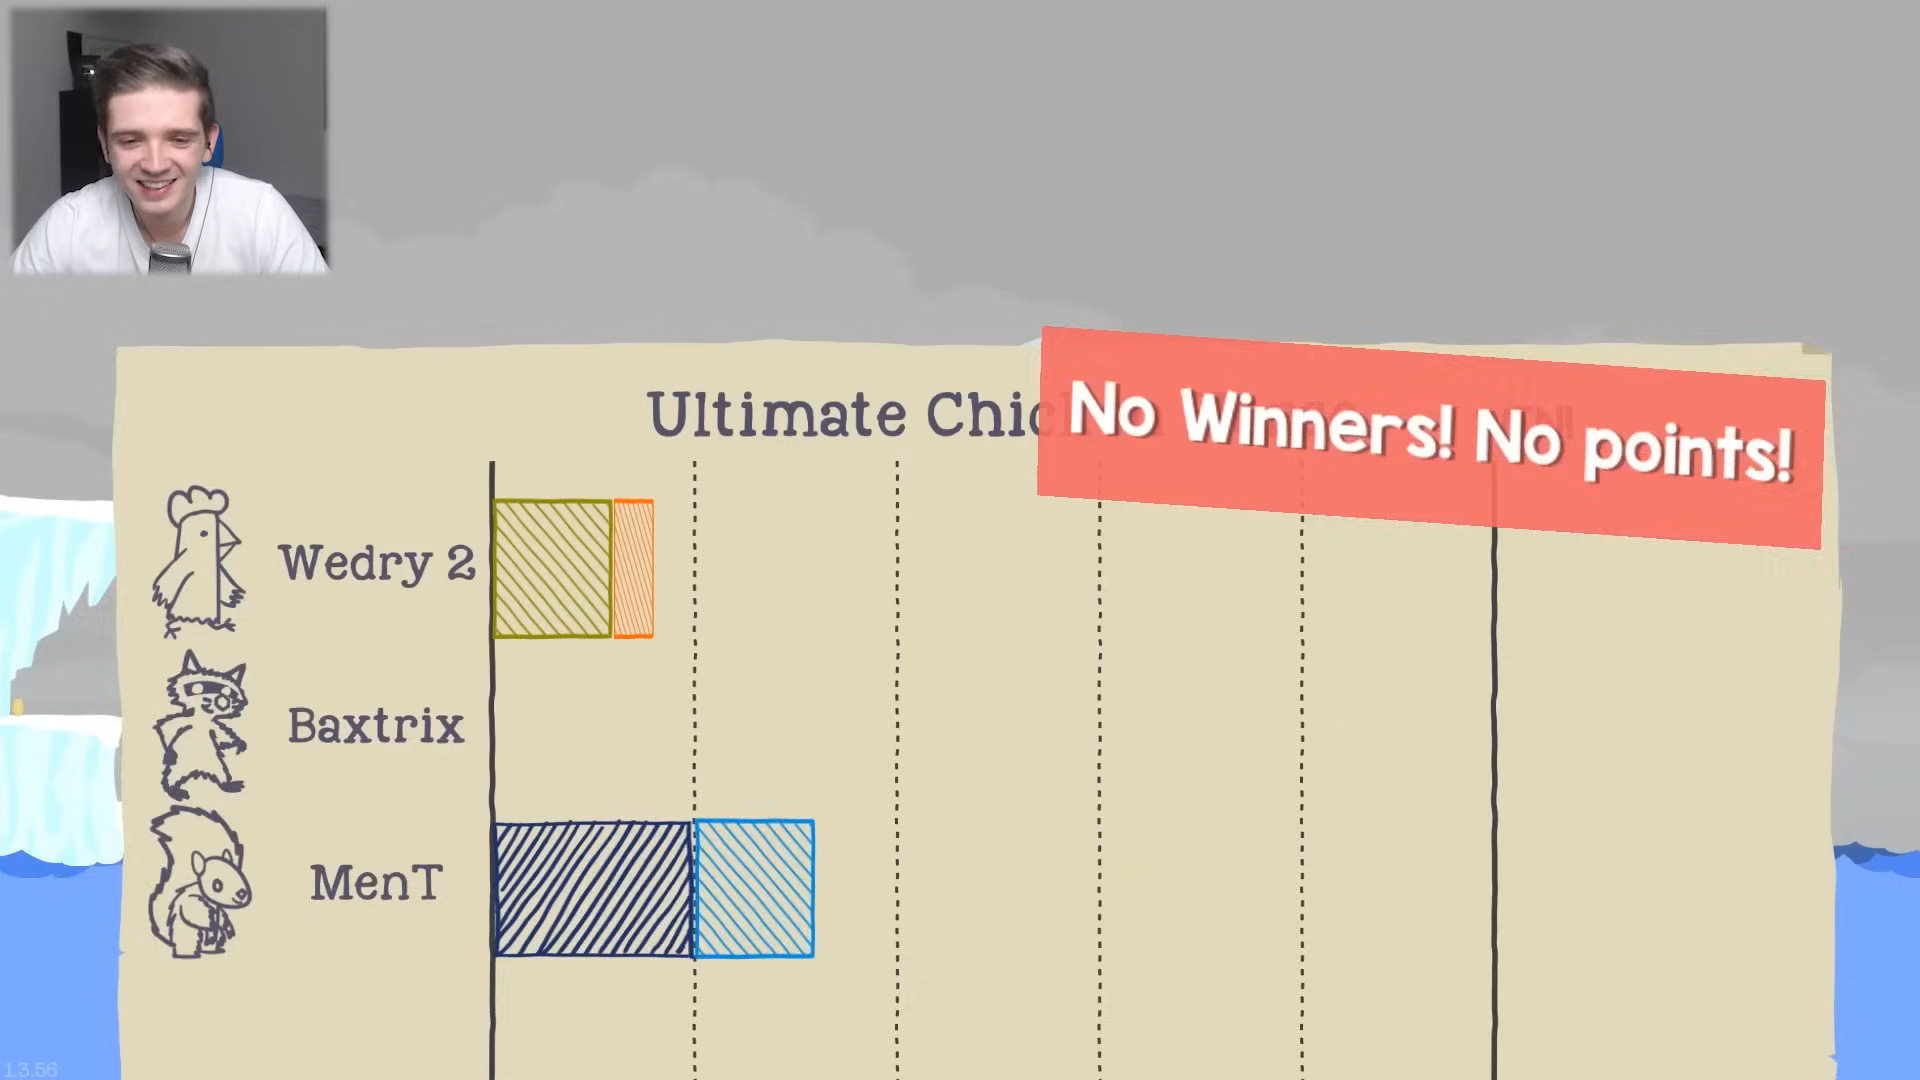 Ultimate Chic
No Winners! No points!
Wedry 2
Baxtrix
MenT
1.3.56